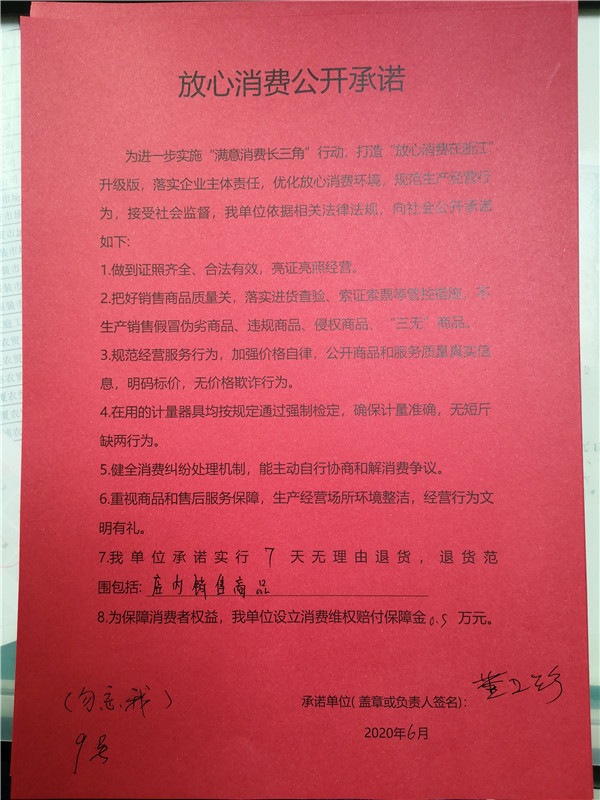 放心消费公开承诺
为进一步实施“满意消费长三角”行动，打造“放心消费在浙江”
升级版，落实企业主体责任，优化放心消费环境，规范生产经营行
为，接受社会监督，我单位依据相关法律法规，向社会公开承诺
如下:
1.做到证照齐全、合法有效，亮证亮照经营。
2.把好销售商品质量关，落实进货查验、索证索票等管控措施，不
生产销售假冒伪劣商品、违规商品、侵权商品、“三无”商品。
3.规范经营服务行为，加强价格自律，公开商品和服务质量真实信
息，明码标价，无价格欺诈行为。
4.在用的计量器具均按规定通过强制检定，确保计量准确，无短斤
缺两行为。
5.健全消费纠纷处理机制，能主动自行协商和解消费争议。
6.重视商品和售后服务保障，生产经营场所环境整洁，经营行为文
明有礼。
7.我单位承诺实行 7 天无理由退货，退货范
围包括: 店内销售商品
8.为保障消费者权益，我单位设立消费维权赔付保障金0.5万元。
(勿忘我)
承诺单位(盖章或负责人签名):
9号
2020年6月